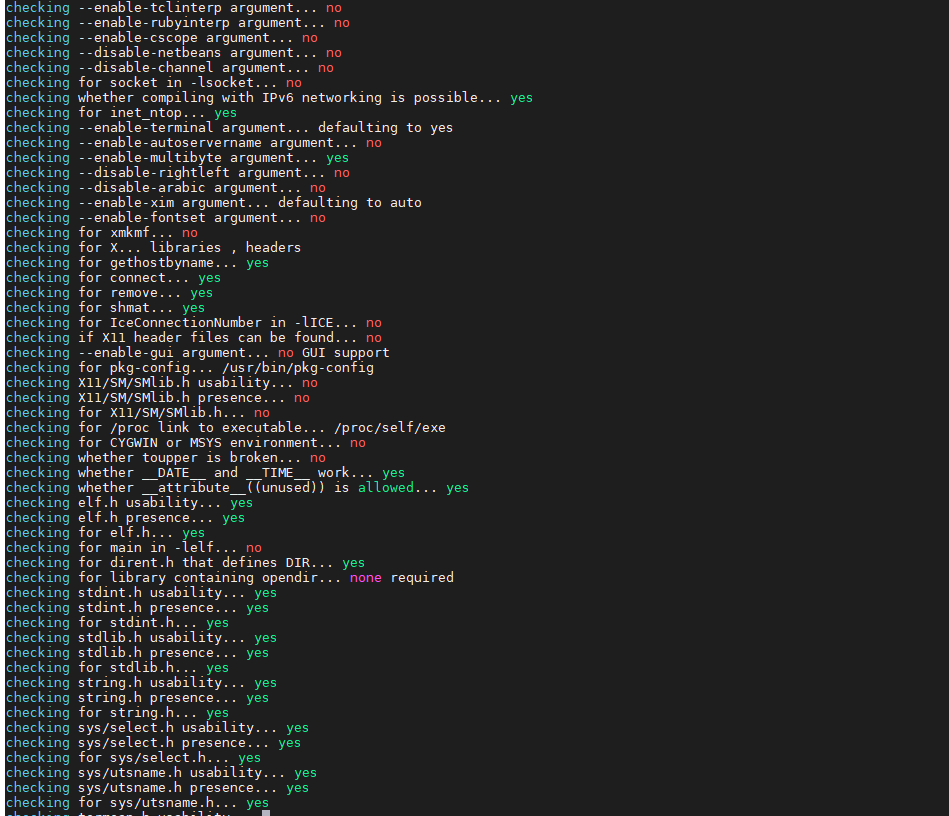 checking --enable-tclinterp argument... no
checking --enable-rubyinterp argument... no
checking --enable-cscope argument... no
checking --disable-netbeans argument... no
checking --disable-channel argument... no
checking for socket in -lsocket... no
checking whether compiling with IPv6 networking is possible... yes
checking for inet_ntop... yes
checking --enable-terminal argument... defaulting to yes
checking --enable-autoservername argument... no
checking --enable-multibyte argument... yes
checking --disable-rightleft argument... no
checking --disable-arabic argument... no
checking --enable-xim argument... defaulting to auto
checking --enable-fontset argument... no
checking for xmkmf... no
checking for X... libraries , headers
checking for gethostbyname... yes
checking for connect... yes
checking for remove... yes
checking for shmat... yes
checking for IceConnectionNumber in -lICE... no
checking if X11 header files can be found... no
checking --enable-gui argument... no GUI support
checking for pkg-config... /usr/bin/pkg-config
checking X11/SM/SMlib.h usability... no
checking X11/SM/SMlib.h presence... no
checking for X11/SM/SMlib.h... no
checking for /proc link to executable... /proc/self/exe
checking for CYGWIN or MSYS environment... no
checking whether toupper is broken... no
checking whether __DATE__ and __TIME__ work... yes
checking whether __attribute__((unused)) is allowed... yes
checking elf.h usability... yes
checking elf.h presence... yes
checking for elf.h... yes
checking for main in -lelf... no
checking for dirent.h that defines DIR... yes
checking for library containing opendir... none required
checking stdint.h usability... yes
checking stdint.h presence... yes
checking for stdint.h... yes
checking stdlib.h usability... yes
checking stdlib.h presence... yes
checking for stdlib.h... yes
checking string.h usability... yes
checking string.h presence... yes
checking for string.h... yes
checking sys/select.h usability... yes
checking sys/select.h presence... yes
checking for sys/select.h... yes
checking sys/utsname.h usability... yes
checking sys/utsname.h presence... yes
checking for sys/utsname.h... yes